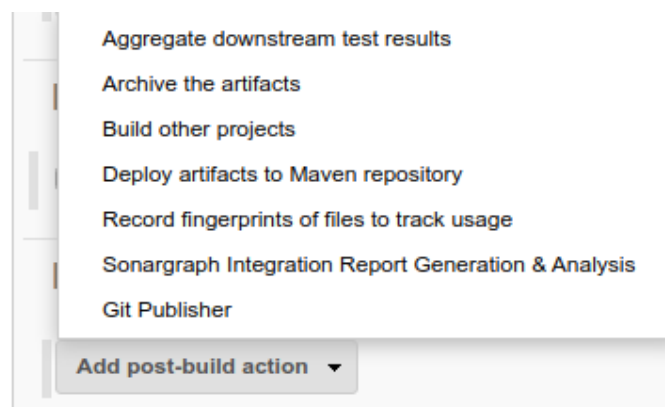 Aggregate downstream test results
Archive the artifacts
Build other projects
Deploy artifacts to Maven repository
Record fingerprints of files to track usage
Sonargraph Integration Report Generation & Analysis
Git Publisher
Add post-build action